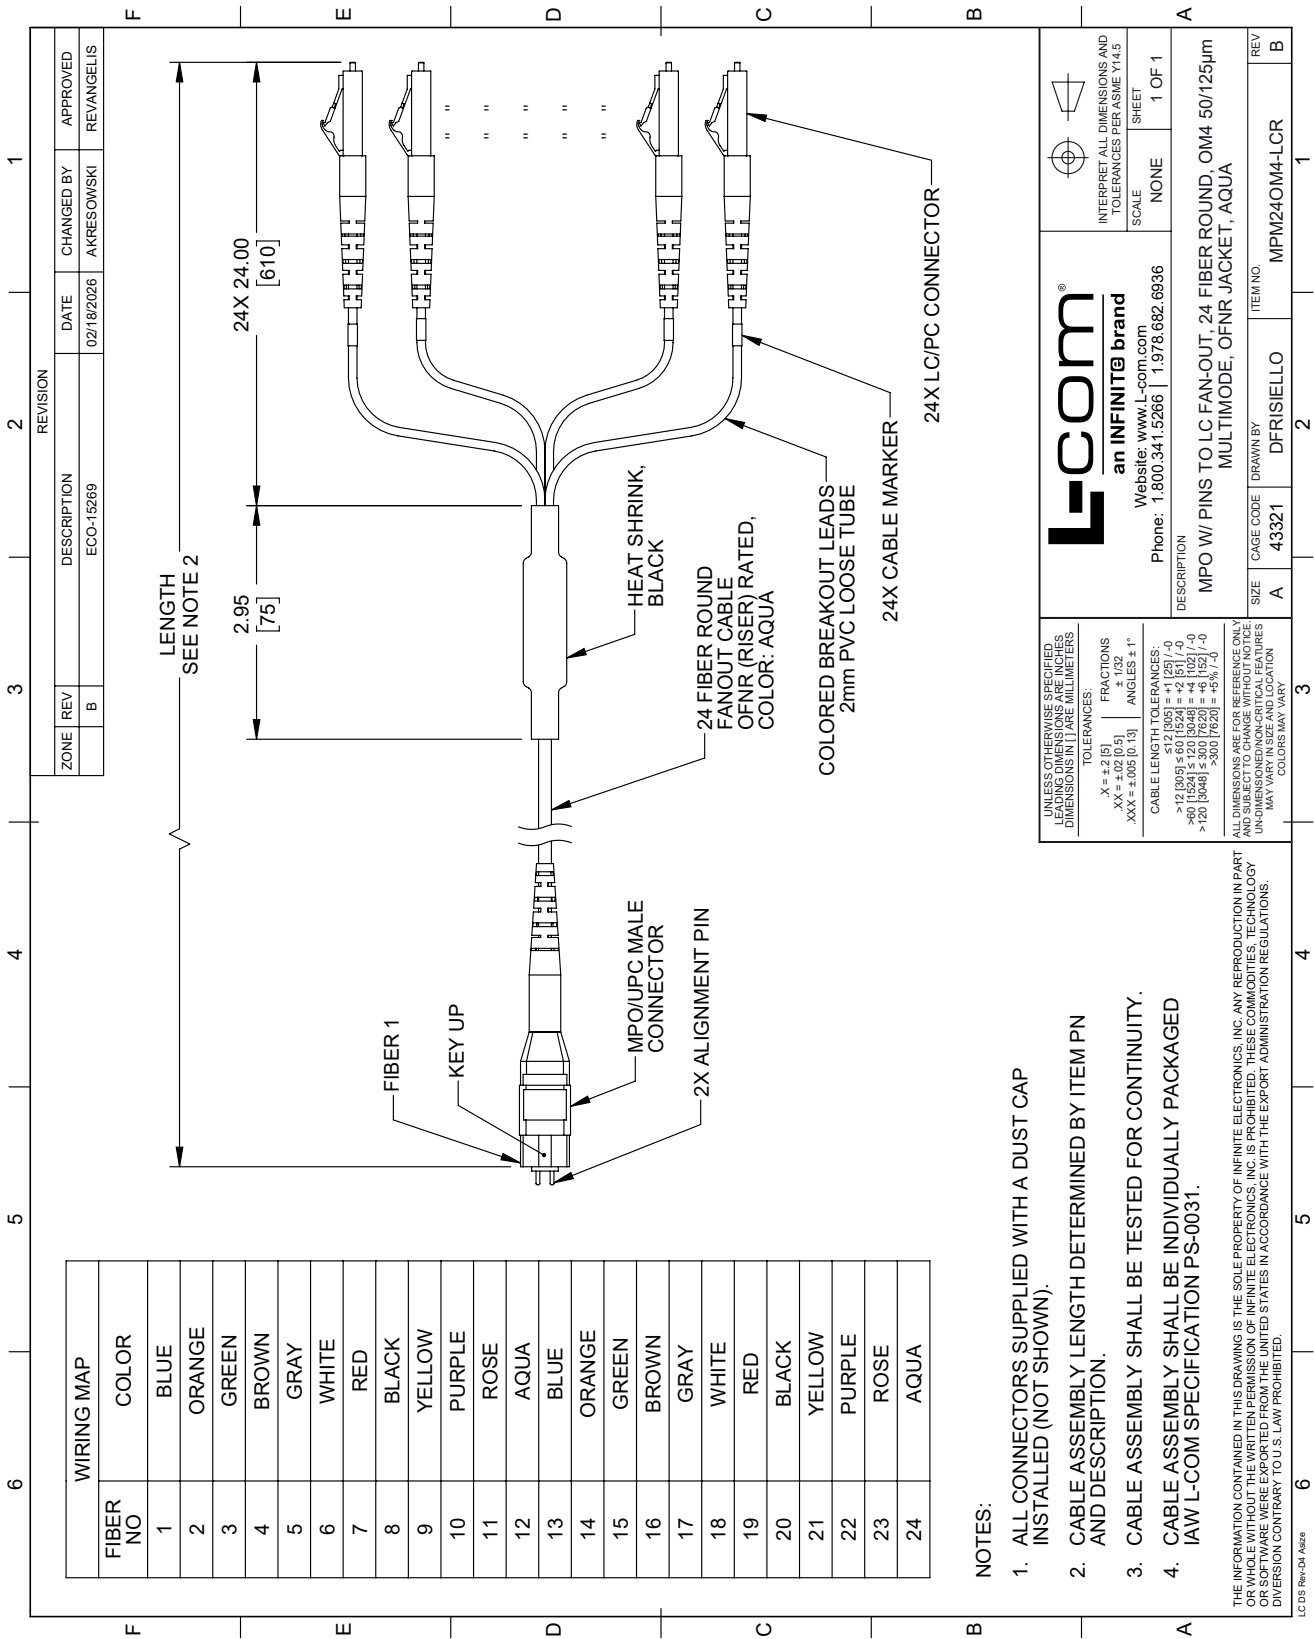 6
5
4
3
2
1
F
E
D
C
B
A
REVISION
ZONE REV DESCRIPTION DATE CHANGED BY APPROVED
B ECO-15269 02/18/2026 AKRESOWSKI REVANGELIS
WIRING MAP
FIBER NO COLOR
1 BLUE
2 ORANGE
3 GREEN
4 BROWN
5 GRAY
6 WHITE
7 RED
8 BLACK
9 YELLOW
10 PURPLE
11 ROSE
12 AQUA
13 BLUE
14 ORANGE
15 GREEN
16 BROWN
17 GRAY
18 WHITE
19 RED
20 BLACK
21 YELLOW
22 PURPLE
23 ROSE
24 AQUA
LENGTH
SEE NOTE 2
2.95
[75]
24X 24.00
[610]
FIBER 1
KEY UP
MPO/UPC MALE
CONNECTOR
2X ALIGNMENT PIN
HEAT SHRINK,
BLACK
24 FIBER ROUND
FANOUT CABLE
OFNR (RISER) RATED,
COLOR: AQUA
COLORED BREAKOUT LEADS
2mm PVC LOOSE TUBE
24X CABLE MARKER
24X LC/PC CONNECTOR
" " " " "
" " " " "
NOTES:
1. ALL CONNECTORS SUPPLIED WITH A DUST CAP
INSTALLED (NOT SHOWN).
2. CABLE ASSEMBLY LENGTH DETERMINED BY ITEM PN
AND DESCRIPTION.
3. CABLE ASSEMBLY SHALL BE TESTED FOR CONTINUITY.
4. CABLE ASSEMBLY SHALL BE INDIVIDUALLY PACKAGED
IAW L-COM SPECIFICATION PS-0031.
THE INFORMATION CONTAINED IN THIS DRAWING IS THE SOLE PROPERTY OF INFINITE ELECTRONICS, INC. ANY REPRODUCTION IN PART
OR WHOLE WITHOUT THE WRITTEN PERMISSION OF INFINITE ELECTRONICS, INC. IS PROHIBITED. THESE COMMODITIES, TECHNOLOGY
OR SOFTWARE WERE EXPORTED FROM THE UNITED STATES IN ACCORDANCE WITH THE EXPORT ADMINISTRATION REGULATIONS.
DIVERSION CONTRARY TO U.S. LAW PROHIBITED.
UNLESS OTHERWISE SPECIFIED
LEADING DIMENSIONS ARE INCHES
DIMENSIONS IN [ ] ARE MILLIMETERS
TOLERANCES:
.X = ±.2 [5] FRACTIONS
.XX = ±.02 [0.5] ± 1/32
.XXX = ±.005 [0.13] ANGLES ± 1°
CABLE LENGTH TOLERANCES:
≤12 [305] = +1 [25] / -0
>12 [305] ≤ 60 [1524] = +2 [51] / -0
>60 [1524] ≤ 120 [3048] = +4 [102] / -0
>120 [3048] ≤ 300 [7620] = +6 [152] / -0
>300 [7620] = +5% / -0
ALL DIMENSIONS ARE FOR REFERENCE ONLY
AND SUBJECT TO CHANGE WITHOUT NOTICE.
UN-DIMENSIONED/NON-CRITICAL FEATURES
MAY VARY IN SIZE AND LOCATION
COLORS MAY VARY
L-com®
an INFINITe brand
Website: www.L-com.com
Phone: 1.800.341.5266 | 1.978.682.6936
INTERPRET ALL DIMENSIONS AND
TOLERANCES PER ASME Y14.5
SCALE NONE
SHEET 1 OF 1
DESCRIPTION
MPO W/ PINS TO LC FAN-OUT, 24 FIBER ROUND, OM4 50/125µm
MULTIMODE, OFNR JACKET, AQUA
SIZE A
CAGE CODE 43321
DRAWN BY DFRISIELLO
ITEM NO. MPM24OM4-LCR
REV B
LC DS Rev-D4 Asize
6
5
4
3
2
1
F
E
D
C
B
A